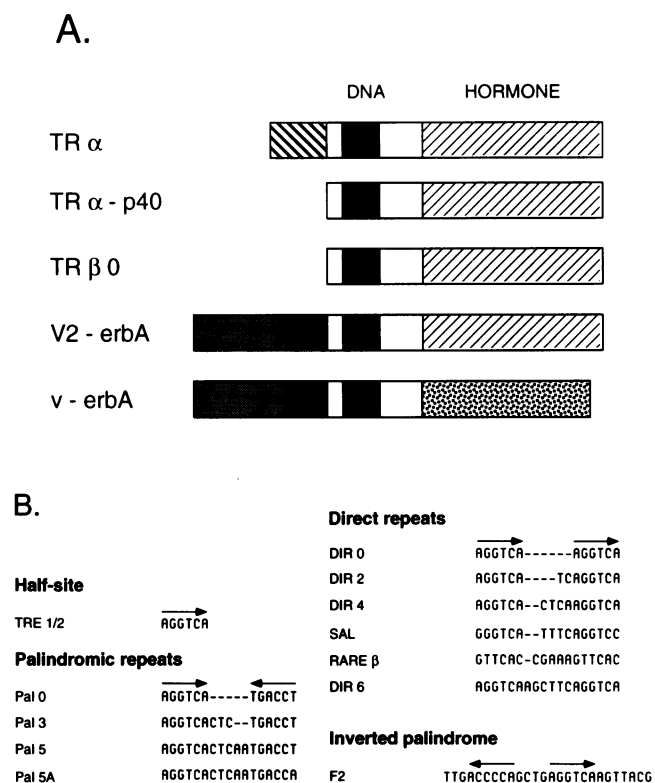 A.
DNA HORMONE
TR α
TR α - p40
TR β 0
V2 - erbA
v - erbA
B.
Half-site
TRE 1/2 AGGTCA
Palindromic repeats
Pal 0 AGGTCA-----TGACCT
Pal 3 AGGTCACTC--TGACCT
Pal 5 AGGTCACTCAATGACCT
Pal 5A AGGTCACTCAATGACCA
Direct repeats
DIR 0 AGGTCA------AGGTCA
DIR 2 AGGTCA----TCAGGTCA
DIR 4 AGGTCA--CTCAAGGTCA
SAL GGGTCA--TTTCAGGTCC
RARE β GTTCAC-CGAAAGTTCAC
DIR 6 AGGTCAAGCTTCAGGTCA
Inverted palindrome
F2 TTGACCCCAGCTGAGGTCAAGTTACG